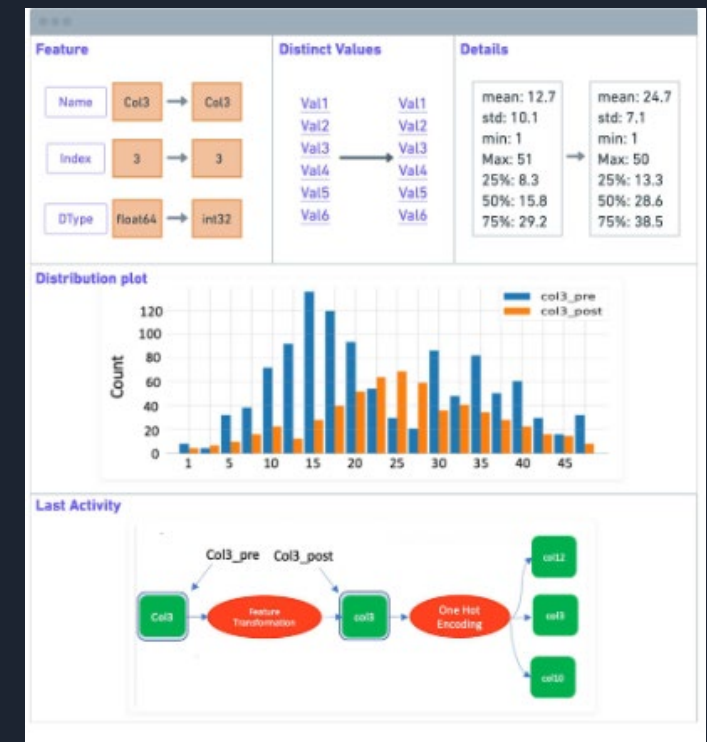 Feature
Name Col3 Col3
Index 3 3
DType float64 int32
Distinct Values
Val1 Val1
Val2 Val2
Val3 Val3
Val4 Val4
Val5 Val5
Val6 Val6
Details
mean: 12.7
std: 10.1
min: 1
Max: 51
25%: 8.3
50%: 15.8
75%: 29.2
mean: 24.7
std: 7.1
min: 1
Max: 50
25%: 13.3
50%: 28.6
75%: 38.5
Distribution plot
col3_pre
col3_post
Count
120
100
80
60
40
20
0
1 5 10 15 20 25 30 35 40 45
Last Activity
Col3_pre Col3_post
Col3
Feature
Transformation
col3
One Hot
Encoding
col12
col3
col10